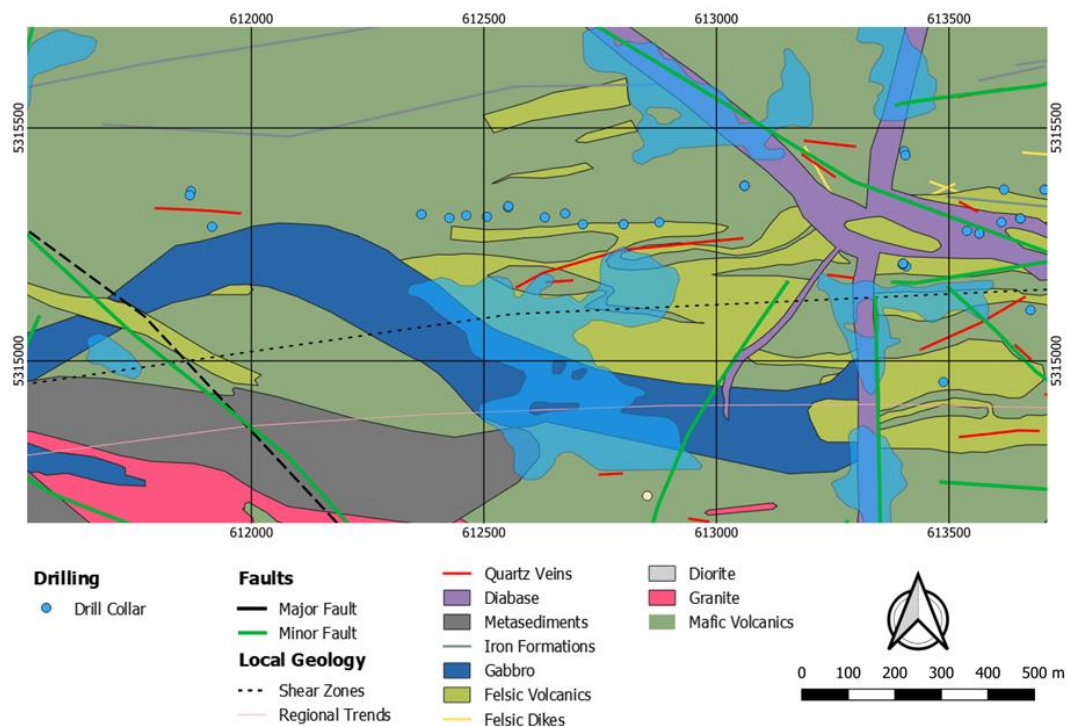 612000 612500 613000 613500
5315500 5315500
5315000 5315000
612000 612500 613000 613500
Drilling
Drill Collar
Faults
Major Fault
Minor Fault
Local Geology
Shear Zones
Regional Trends
Quartz Veins
Diabase
Metasediments
Iron Formations
Gabbro
Felsic Volcanics
Felsic Dikes
Diorite
Granite
Mafic Volcanics
0 100 200 300 400 500 m